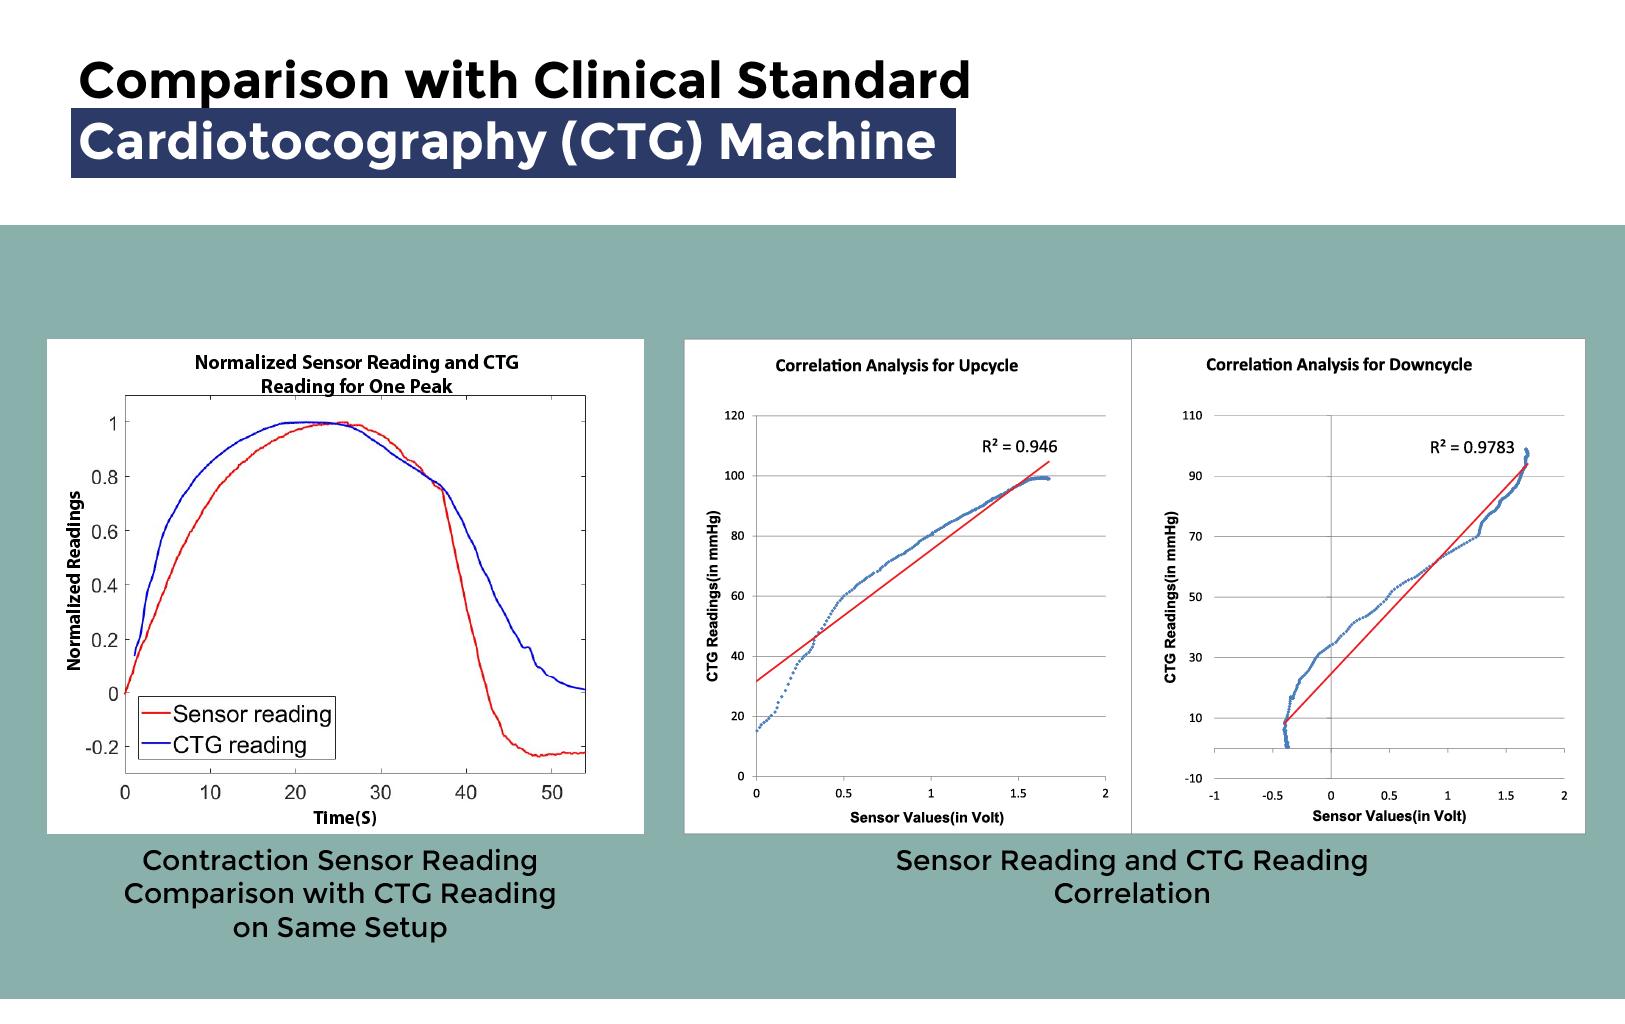 Comparison with Clinical Standard
Cardiotocography (CTG) Machine
Normalized Sensor Reading and CTG
Reading for One Peak
Normalized Readings
1
0.8
0.6
0.4
0.2
0
-0.2
Sensor reading
CTG reading
0 10 20 30 40 50
Time(S)
Contraction Sensor Reading
Comparison with CTG Reading
on Same Setup
Correlation Analysis for Upcycle
CTG Readings(in mmHg)
120
100
80
60
40
20
0
R² = 0.946
0 0.5 1 1.5 2
Sensor Values(in Volt)
Correlation Analysis for Downcycle
CTG Readings(in mmHg)
110
90
70
50
30
10
-10
R² = 0.9783
-1 -0.5 0 0.5 1 1.5 2
Sensor Values(in Volt)
Sensor Reading and CTG Reading
Correlation